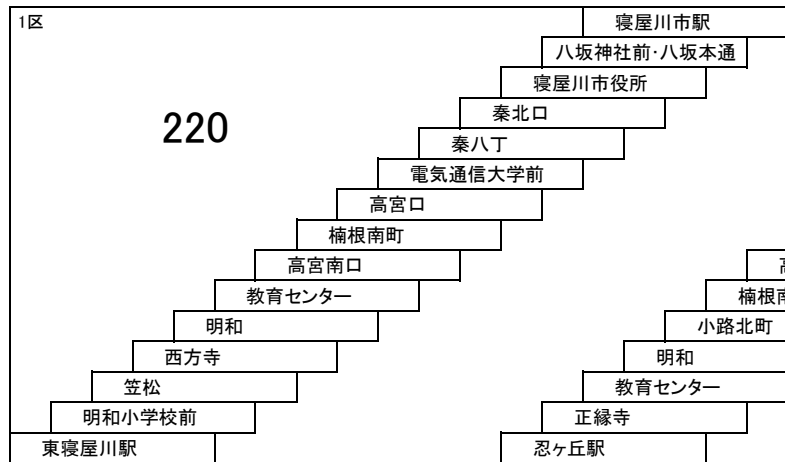 1区
寝屋川市駅
八坂神社前･八坂本通
寝屋川市役所
秦北口
220
秦八丁
電気通信大学前
高宮口
楠根南町
高宮南口
教育センター
楠根南
明和
小路北町
西方寺
明和
笠松
教育センター
明和小学校前
正縁寺
東寝屋川駅
忍ヶ丘駅